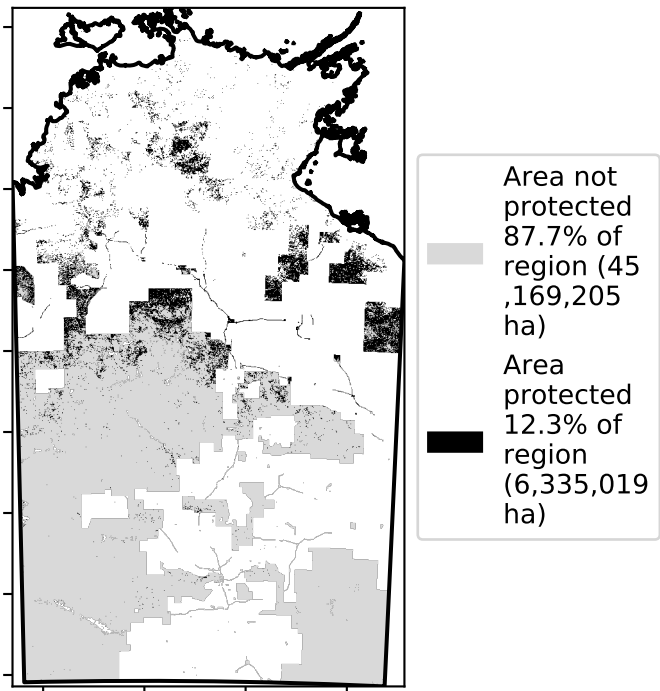 Area not
protected
87.7% of
region (45
,169,205
ha)
Area
protected
12.3% of
region
(6,335,019
ha)